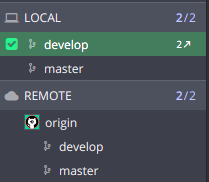 LOCAL 2/2
develop 2↗
master
REMOTE 2/2
origin
develop
master